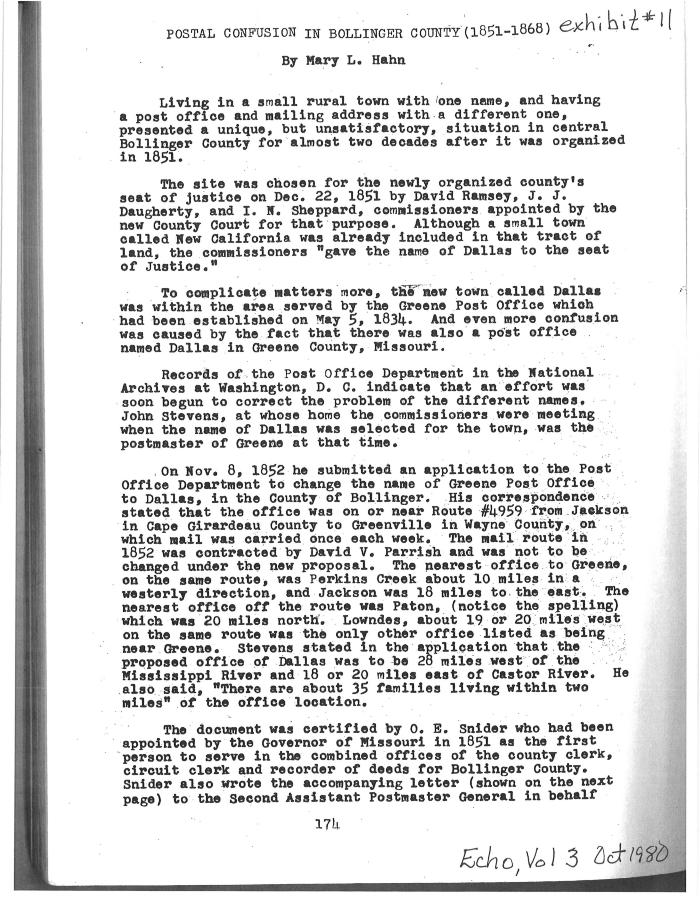 POSTAL CONFUSION IN BOLLINGER COUNTY (1851-1868) exhibit #11
By Mary L. Hahn
Living in a small rural town with one name, and having
a post office and mailing address with a different one,
presented a unique, but unsatisfactory, situation in central
Bollinger County for almost two decades after it was organized
in 1851.
The site was chosen for the newly organized county's
seat of justice on Dec. 22, 1851 by David Ramsey, J. J.
Daugherty, and I. N. Sheppard, commissioners appointed by the
new County Court for that purpose. Although a small town
called New California was already included in that tract of
land, the commissioners "gave the name of Dallas to the seat
of Justice."
To complicate matters more, the new town called Dallas
was within the area served by the Greene Post Office which
had been established on May 5, 1834. And even more confusion
was caused by the fact that there was also a post office
named Dallas in Greene County, Missouri.
Records of the Post Office Department in the National
Archives at Washington, D. C. indicate that an effort was
soon begun to correct the problem of the different names.
John Stevens, at whose home the commissioners were meeting
when the name of Dallas was selected for the town, was the
postmaster of Greene at that time.
On Nov. 8, 1852 he submitted an application to the Post
Office Department to change the name of Greene Post Office
to Dallas, in the County of Bollinger. His correspondence
stated that the office was on or near Route #4959 from Jackson
in Cape Girardeau County to Greenville in Wayne County, on
which mail was carried once each week. The mail route in
1852 was contracted by David V. Parrish and was not to be
changed under the new proposal. The nearest office to Greene,
on the same route, was Perkins Creek about 10 miles in a
westerly direction, and Jackson was 18 miles to the east. The
nearest office off the route was Paton, (notice the spelling)
which was 20 miles north. Lowndes, about 19 or 20 miles west
on the same route was the only other office listed as being
near Greene. Stevens stated in the application that the
proposed office of Dallas was to be 28 miles west of the
Mississippi River and 18 or 20 miles east of Castor River. He
also said, "There are about 35 families living within two
miles" of the office location.
The document was certified by O. E. Snider who had been
appointed by the Governor of Missouri in 1851 as the first
person to serve in the combined offices of the county clerk,
circuit clerk and recorder of deeds for Bollinger County.
Snider also wrote the accompanying letter (shown on the next
page) to the Second Assistant Postmaster General in behalf
174
Echo, Vol 3 Oct 1980